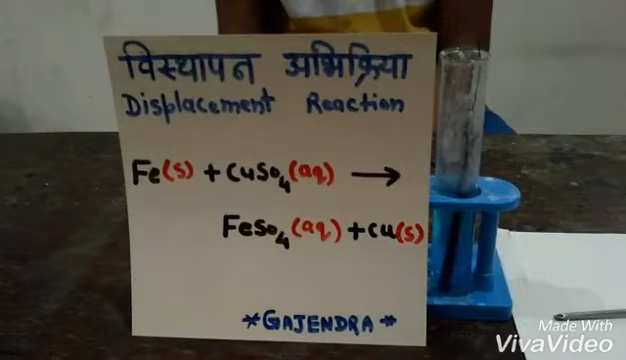 विस्थापन अभिक्रिया
Displacement Reaction
Fe(s) + CuSo4(aq) →
FeSo4(aq) + Cu(s)
*GAJENDRA*
Made With
VivaVideo